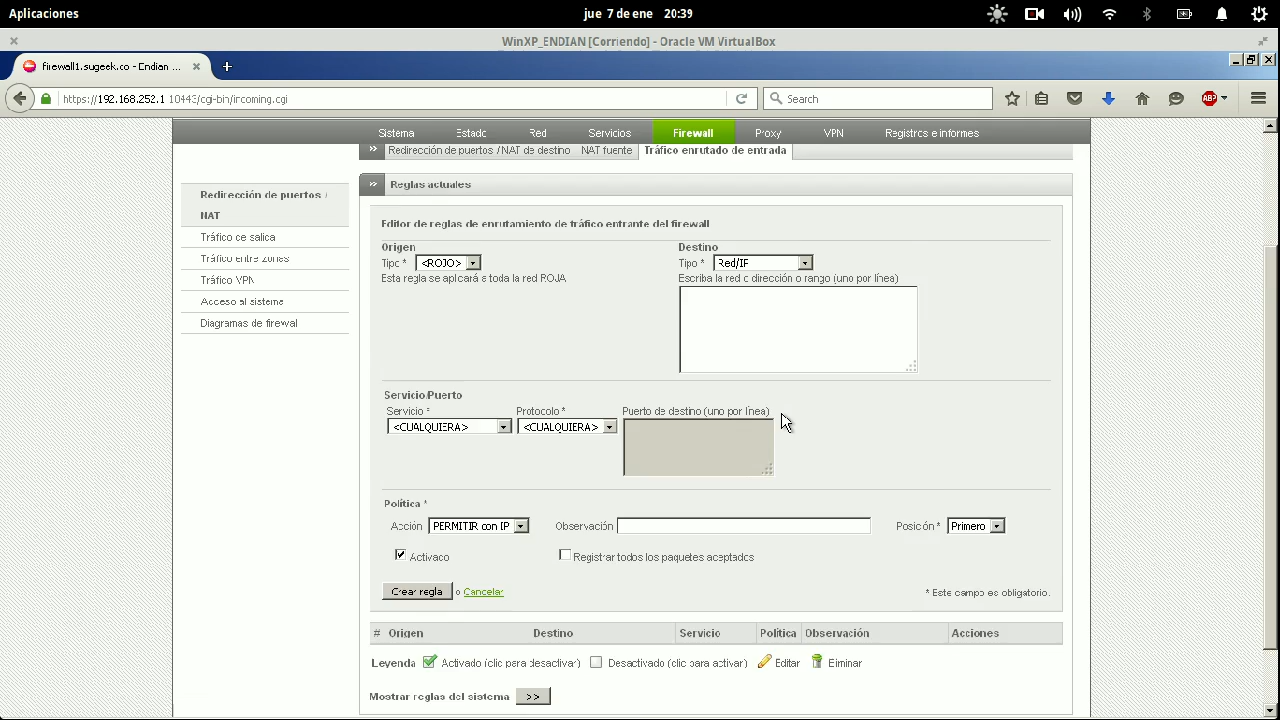 Aplicaciones jue 7 de ene 20:39
WinXP_ENDIAN [Corriendo] - Oracle VM VirtualBox
firewall1.sugeek.co - Endian ...
https://192.168.252.1:10443/cgi-bin/incoming.cgi Search
Sistema Estado Red Servicios Firewall Proxy VPN Registros e informes
Redirección de puertos / NAT de destino NAT fuente Tráfico enrutado de entrada
Redirección de puertos /
NAT
Tráfico de salica
Tráfico entre zones
Tráfico VPN
Acceso al sistema
Diagramas de firewal
Reglas actuales
Editor de reglas de enrutamiento de tráfico entrante del firewall
Origen Destino
Tipo * <ROJO> Tipo * Red/IP
Esta regla se aplicará a toda la red ROJA Escriba la red o dirección o rango (uno por línea)
Servicio/Puerto
Servicio * Protocolo * Puerto de destino (uno por línea)
<CUALQUIERA> <CUALQUIERA>
Política *
Acción PERMITIR con IP Observación Posición * Primero
Activaco Registrar todos los paquetes aceptados
Crear regla o Cancelar * Este campo es obligatorio.
# Origen Destino Servicio Política Observación Acciones
Leyenda Activado (clic para desactivar) Desactivado (clic para activar) Editar Eliminar
Mostrar reglas del sistema >>